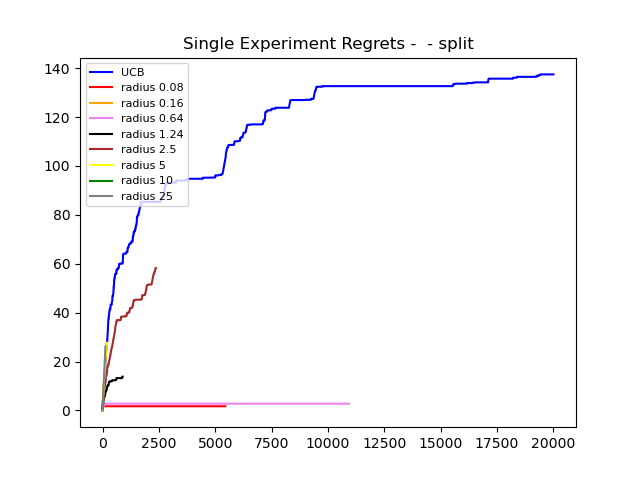 Single Experiment Regrets -  - split
140
120
100
80
60
40
20
0
UCB
radius 0.08
radius 0.16
radius 0.64
radius 1.24
radius 2.5
radius 5
radius 10
radius 25
0 2500 5000 7500 10000 12500 15000 17500 20000